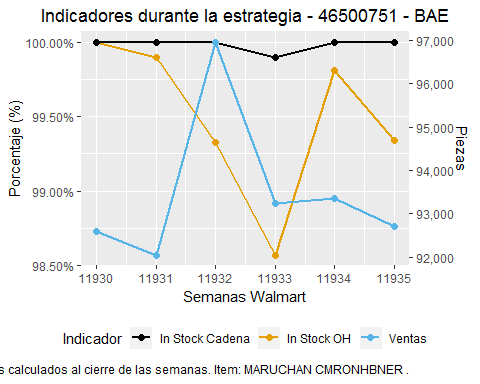 Indicadores durante la estrategia - 46500751 - BAE
100.00%
99.50%
99.00%
98.50%
Porcentaje (%)
97,000
96,000
95,000
94,000
93,000
92,000
Piezas
11930 11931 11932 11933 11934 11935
Semanas Walmart
Indicador In Stock Cadena In Stock OH Ventas
s calculados al cierre de las semanas. Item: MARUCHAN CMRONHBNER .